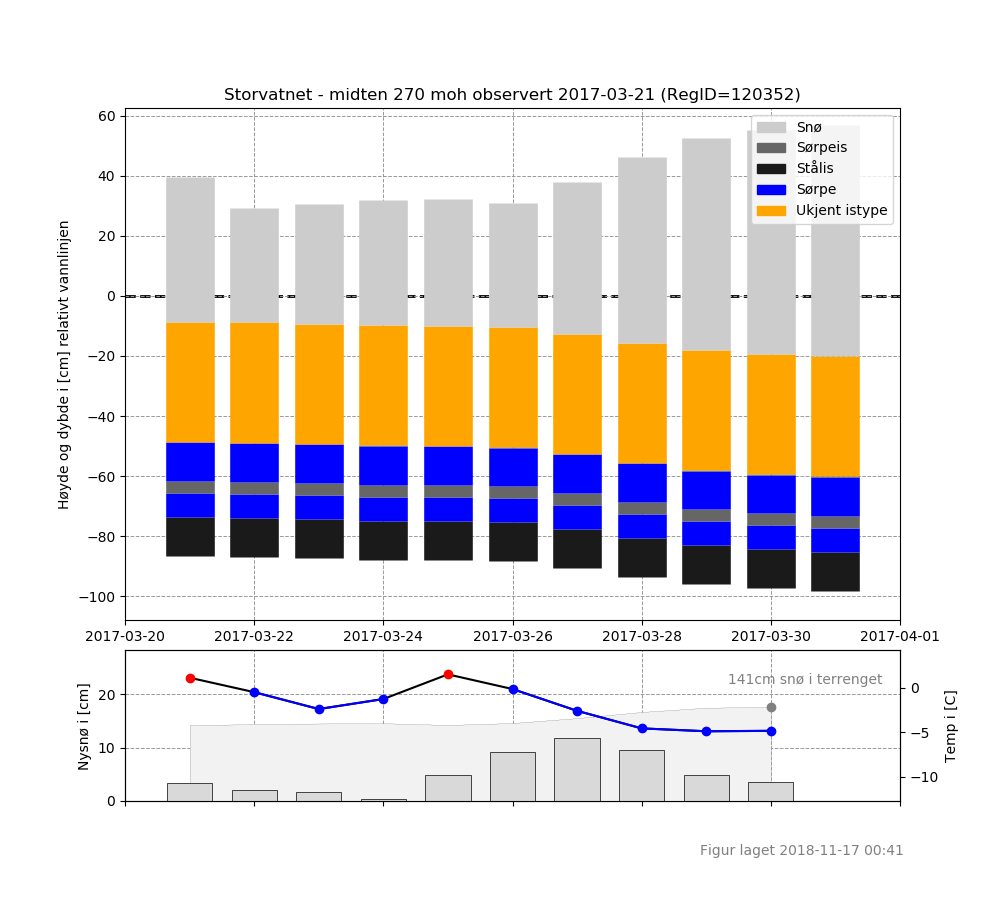 Storvatnet - midten 270 moh observert 2017-03-21 (RegID=120352)
Høyde og dybde i [cm] relativt vannlinjen
60
40
20
0
−20
−40
−60
−80
−100
Snø
Sørpeis
Stålis
Sørpe
Ukjent istype
2017-03-20 2017-03-22 2017-03-24 2017-03-26 2017-03-28 2017-03-30 2017-04-01
Nysnø i [cm]
20
10
0
141cm snø i terrenget
0
−5
−10
Temp i [C]
Figur laget 2018-11-17 00:41